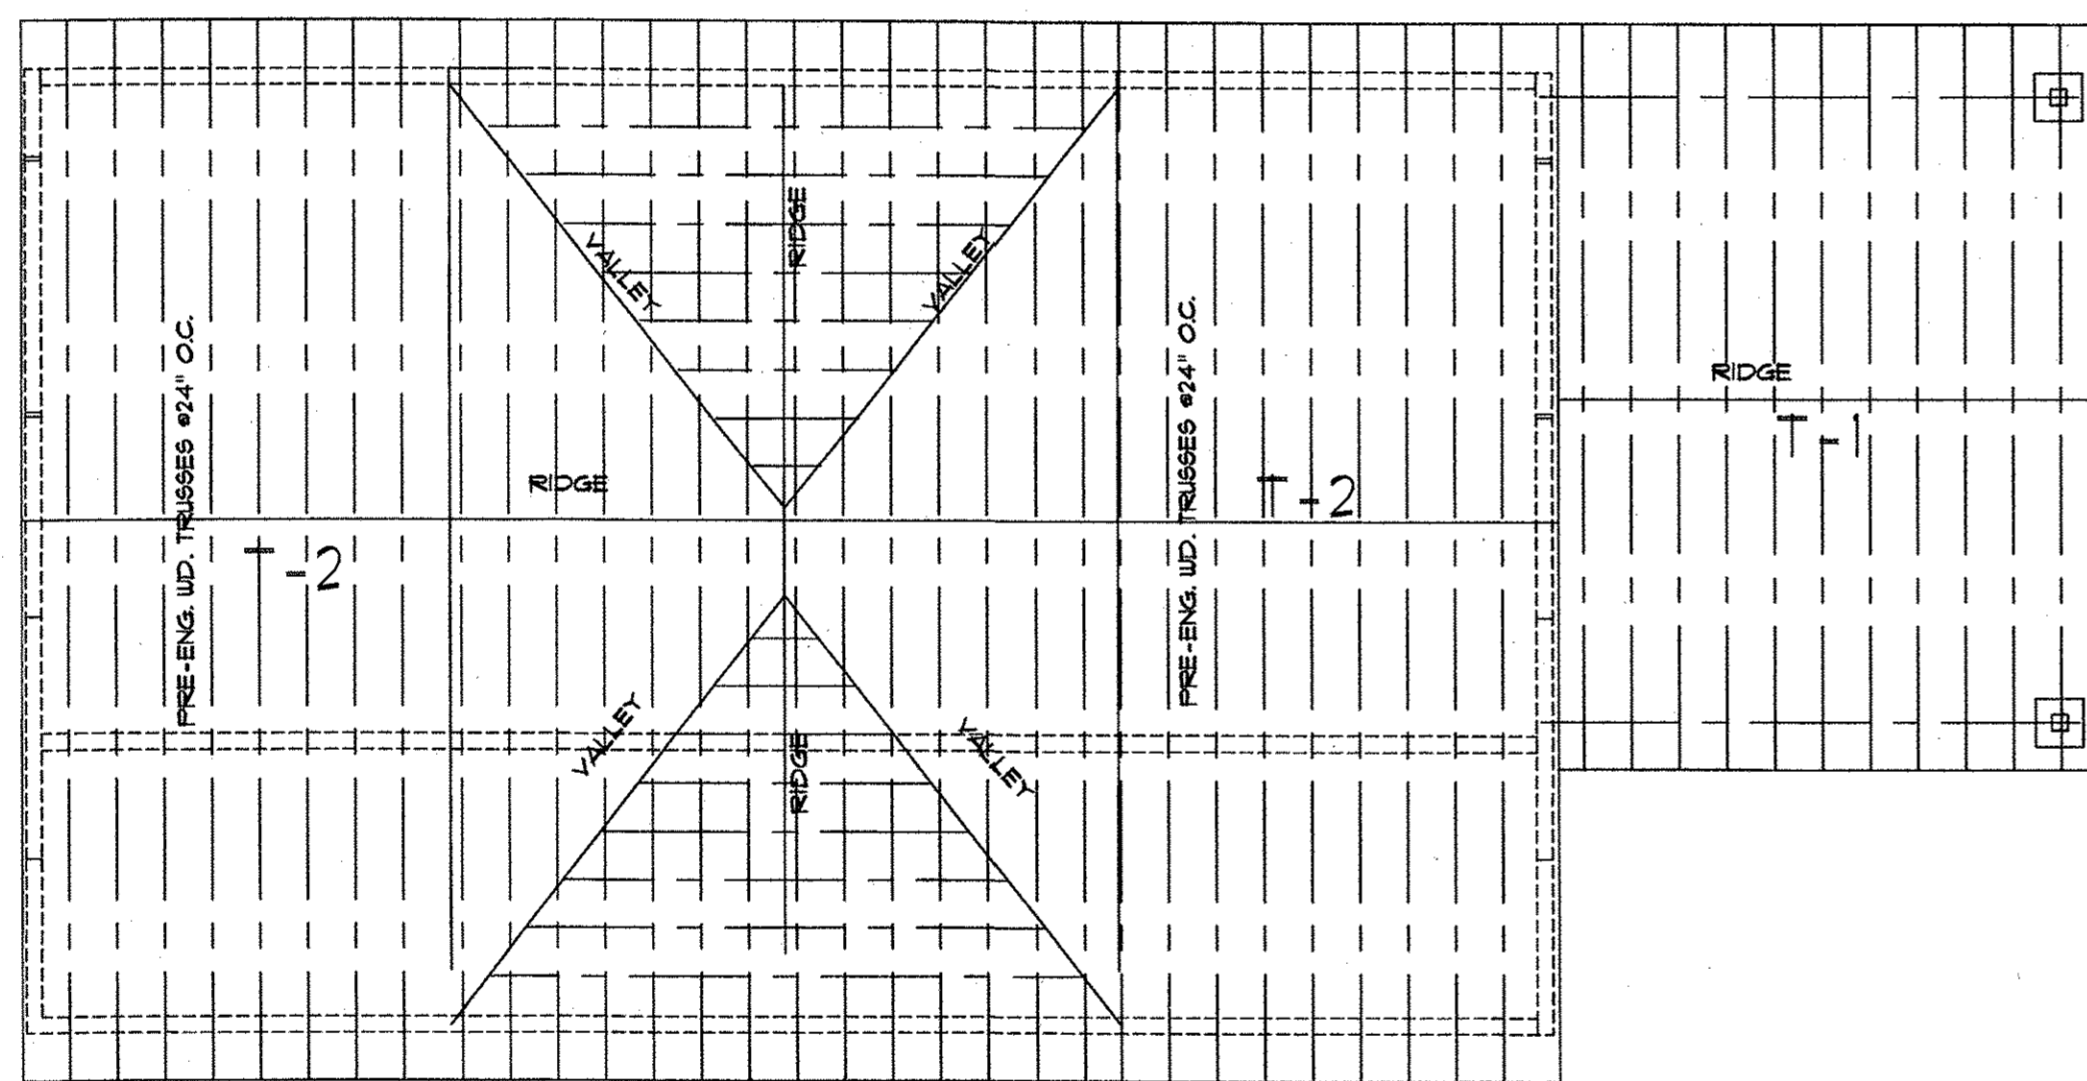 RIDGE
VALLEY
VALLEY
PRE-ENG. WD. TRUSSES @24" O.C.
PRE-ENG. WD. TRUSSES @24" O.C.
RIDGE
T-1
RIDGE
T-2
T-2
VALLEY
RIDGE
VALLEY